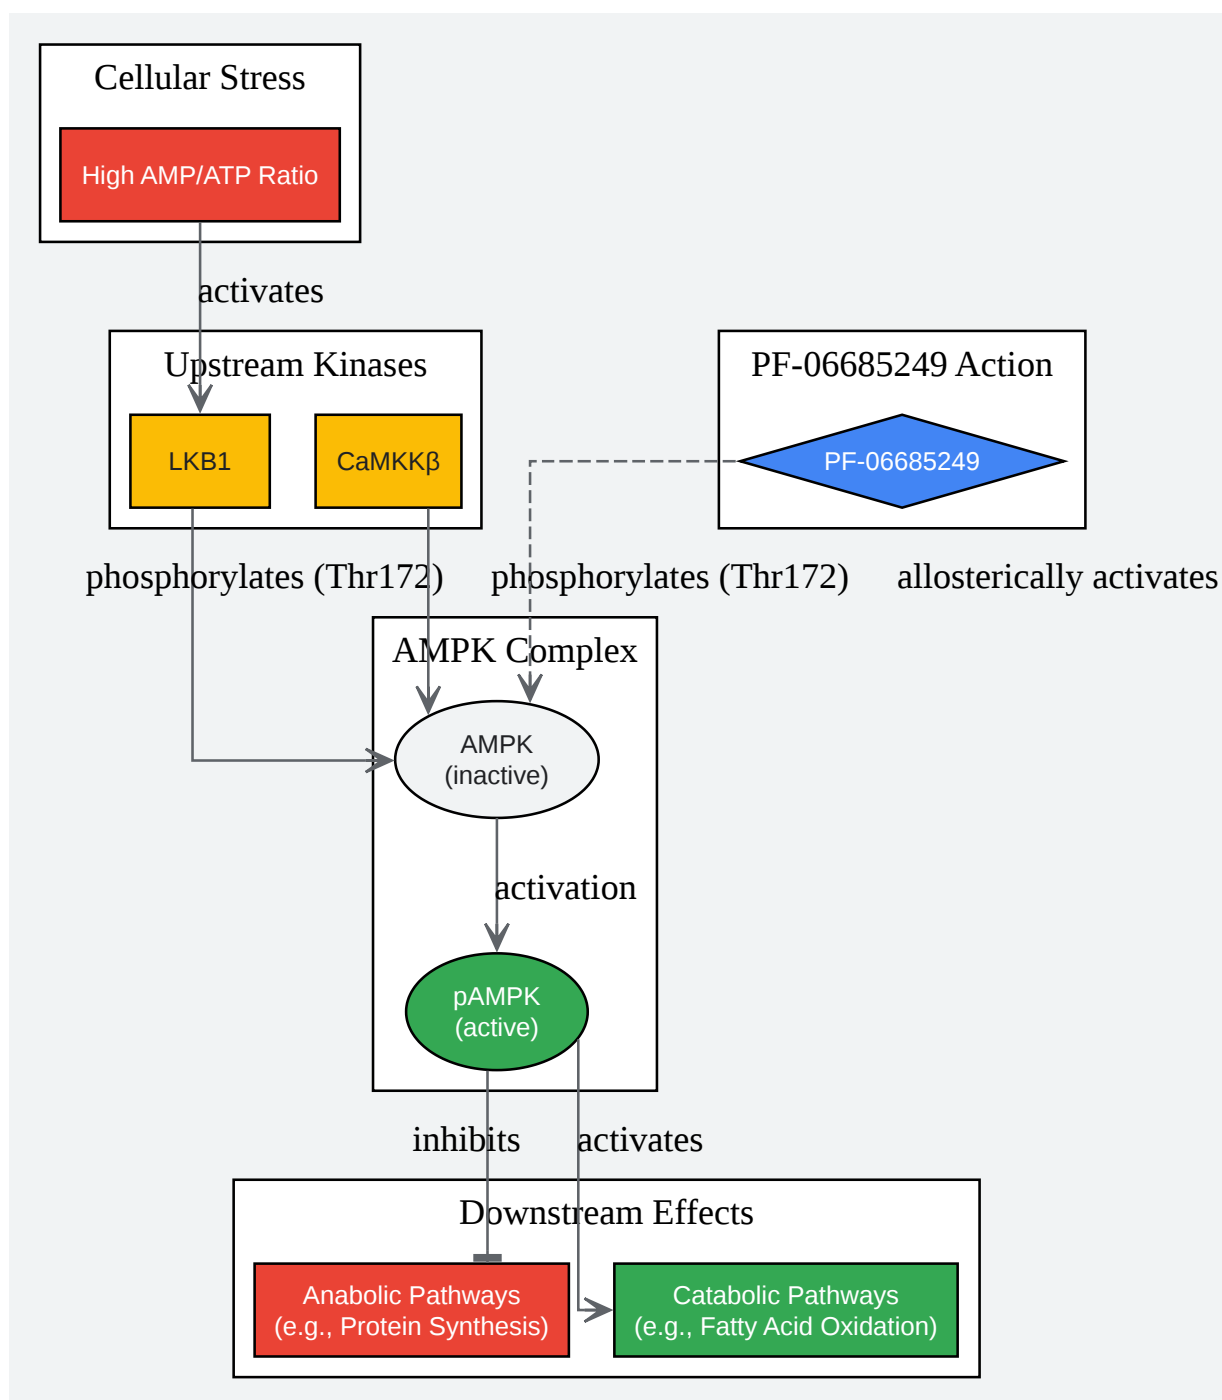 Cellular Stress
High AMP/ATP Ratio
activates
Upstream Kinases
PF-06685249 Action
LKB1
CaMKKβ
PF-06685249
phosphorylates (Thr172)
phosphorylates (Thr172)
allosterically activates
AMPK Complex
AMPK
(inactive)
activation
pAMPK
(active)
inhibits
activates
Downstream Effects
Anabolic Pathways
(e.g., Protein Synthesis)
Catabolic Pathways
(e.g., Fatty Acid Oxidation)